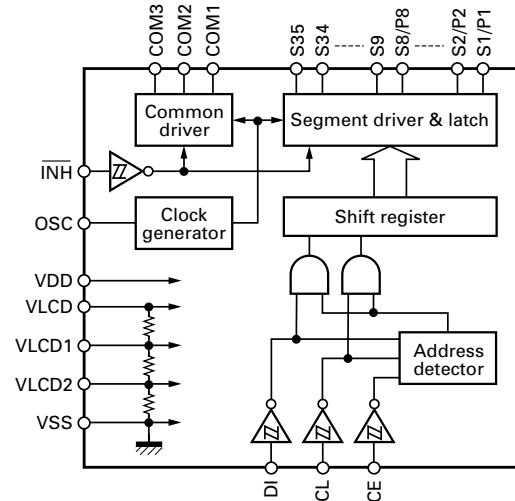 COM3
COM2
COM1
S35
S34
S9
S8/P8
S2/P2
S1/P1
Common
driver
Segment driver & latch
INH
OSC
Clock
generator
Shift register
VDD
VLCD
VLCD1
VLCD2
VSS
Address
detector
DI
CL
CE